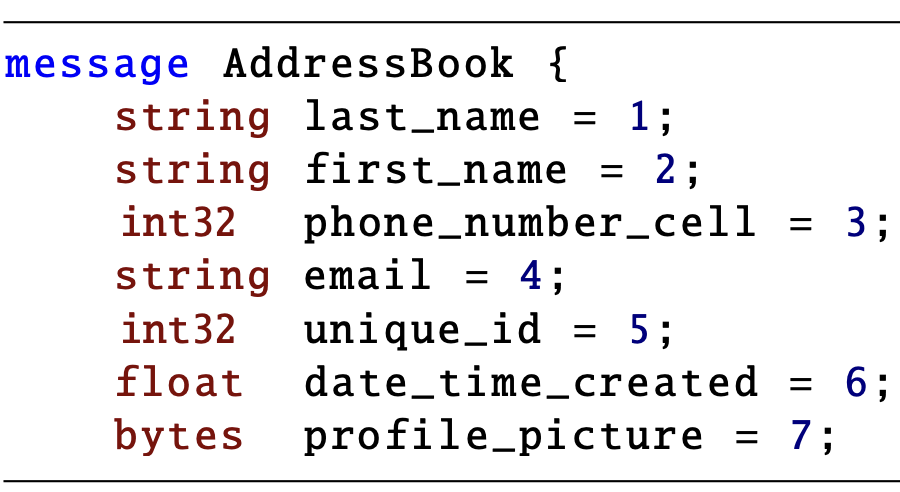 message AddressBook {
    string last_name = 1;
    string first_name = 2;
    int32  phone_number_cell = 3;
    string email = 4;
    int32  unique_id = 5;
    float  date_time_created = 6;
    bytes  profile_picture = 7;